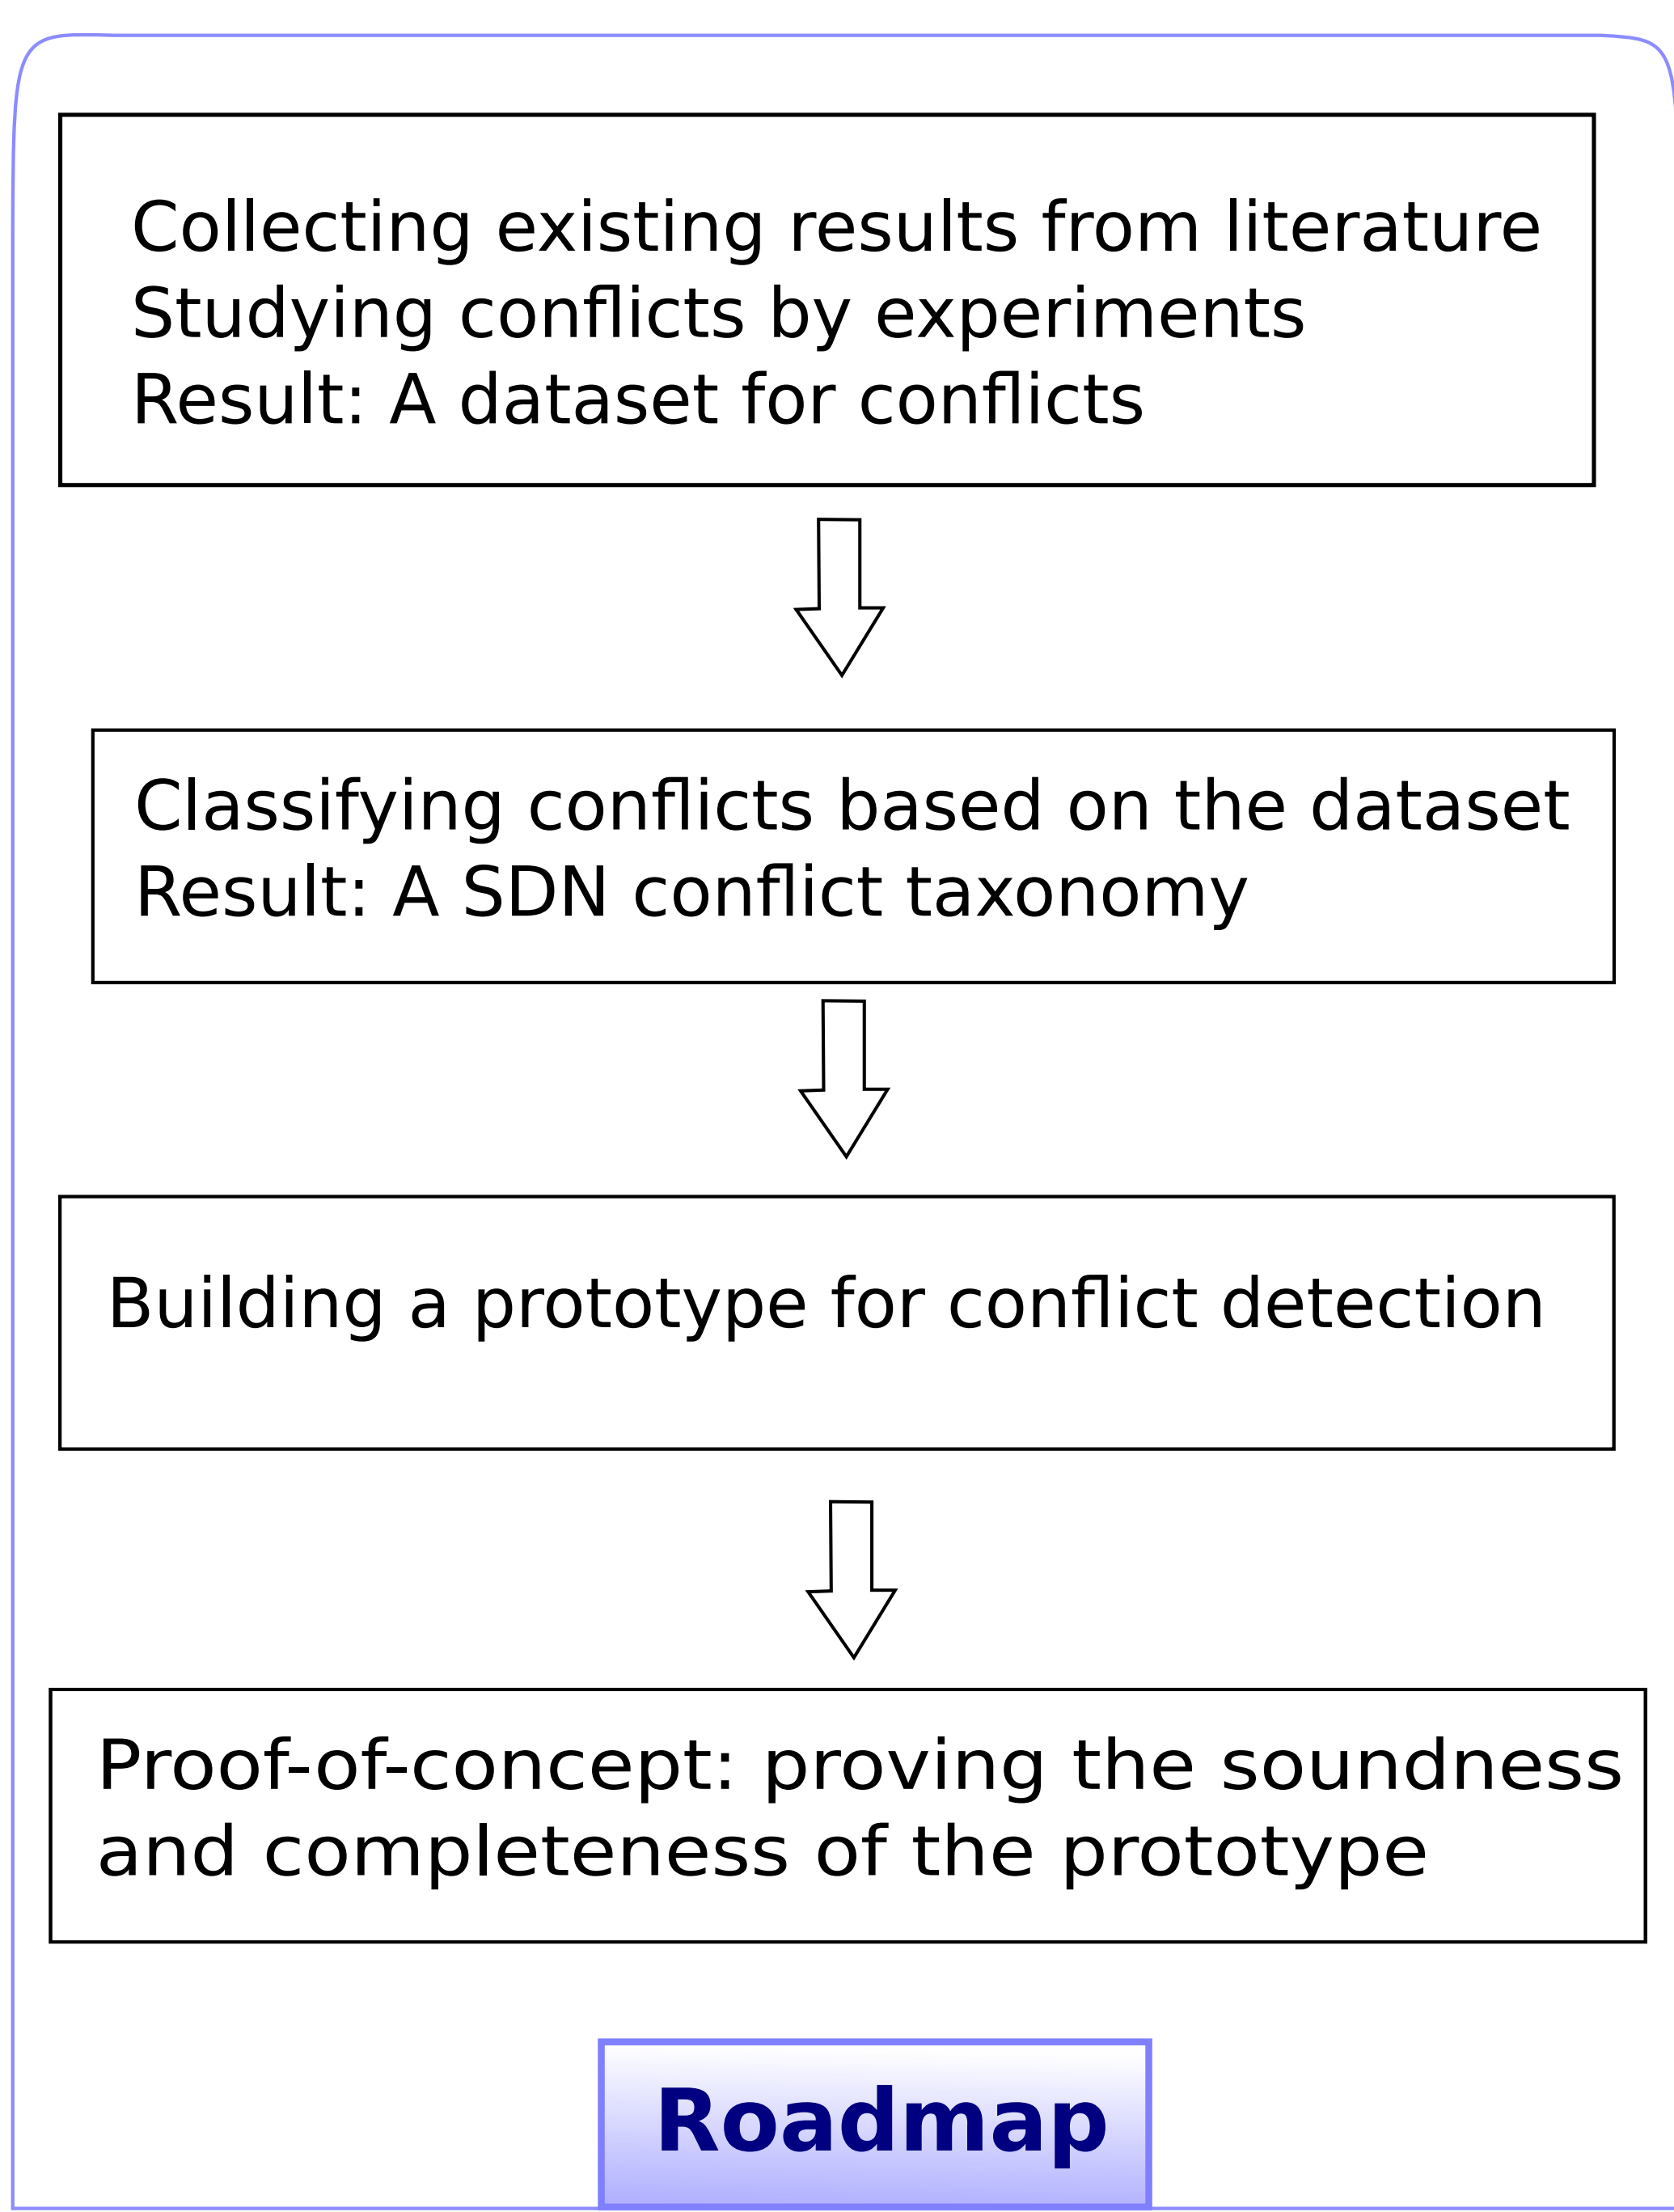 Collecting existing results from literature
Studying conflicts by experiments
Result: A dataset for conflicts
Classifying conflicts based on the dataset
Result: A SDN conflict taxonomy
Building a prototype for conflict detection
Proof-of-concept: proving the soundness
and completeness of the prototype
Roadmap